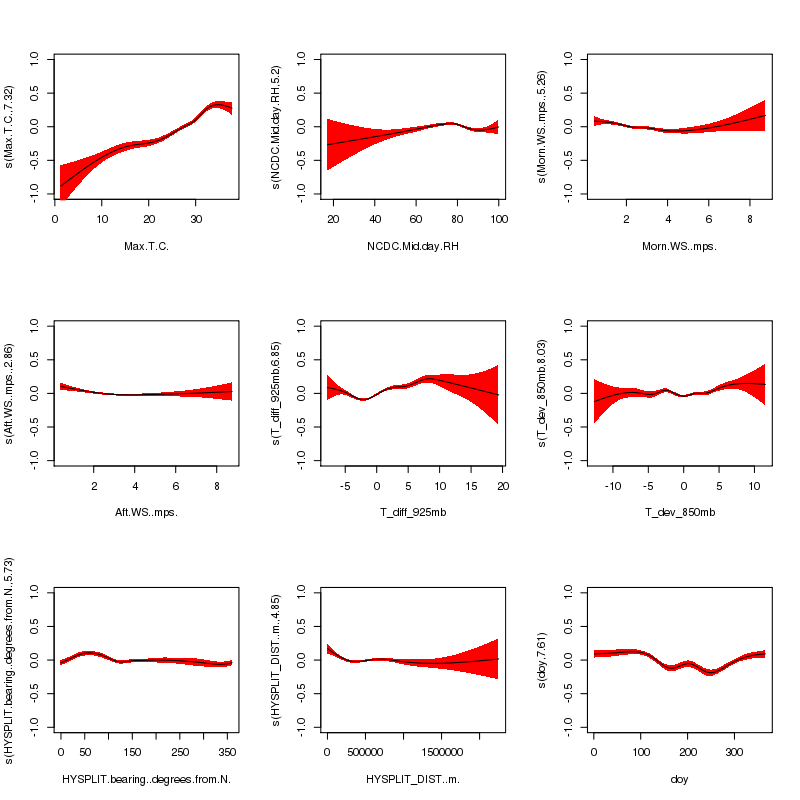 s(Max.T.C.,7.32)
1.0
0.5
0.0
-0.5
-1.0
0 10 20 30
Max.T.C.
s(NCDC.Mid.day.RH,5.2)
1.0
0.5
0.0
-0.5
-1.0
20 40 60 80 100
NCDC.Mid.day.RH
s(Morn.WS..mps.,5.26)
1.0
0.5
0.0
-0.5
-1.0
2 4 6 8
Morn.WS..mps.
s(Aft.WS..mps.,2.86)
1.0
0.5
0.0
-0.5
-1.0
2 4 6 8
Aft.WS..mps.
s(T_diff_925mb,6.85)
1.0
0.5
0.0
-0.5
-1.0
-5 0 5 10 15 20
T_diff_925mb
s(T_dev_850mb,8.03)
1.0
0.5
0.0
-0.5
-1.0
-10 -5 0 5 10
T_dev_850mb
s(HYSPLIT.bearing..degrees.from.N.,5.73)
1.0
0.5
0.0
-0.5
-1.0
0 50 150 250 350
HYSPLIT.bearing..degrees.from.N.
s(HYSPLIT_DIST..m.,4.85)
1.0
0.5
0.0
-0.5
-1.0
0 500000 1500000
HYSPLIT_DIST..m.
s(doy,7.61)
1.0
0.5
0.0
-0.5
-1.0
0 100 200 300
doy